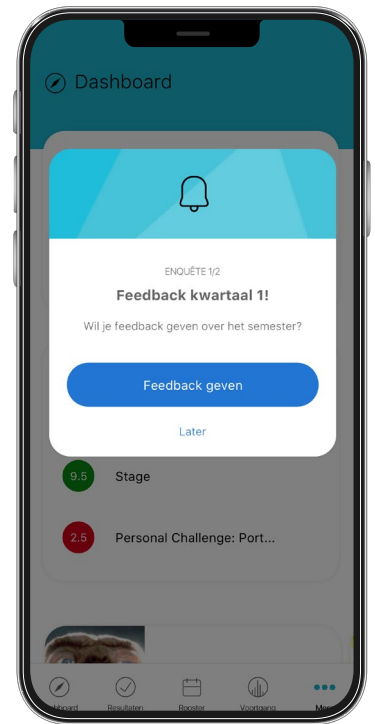 Dashboard
ENQUÊTE 1/2
Feedback kwartaal 1!
Wil je feedback geven over het semester?
Feedback geven
Later
9.5 Stage
2.5 Personal Challenge: Port...
Resultaten Rooster Voortgang